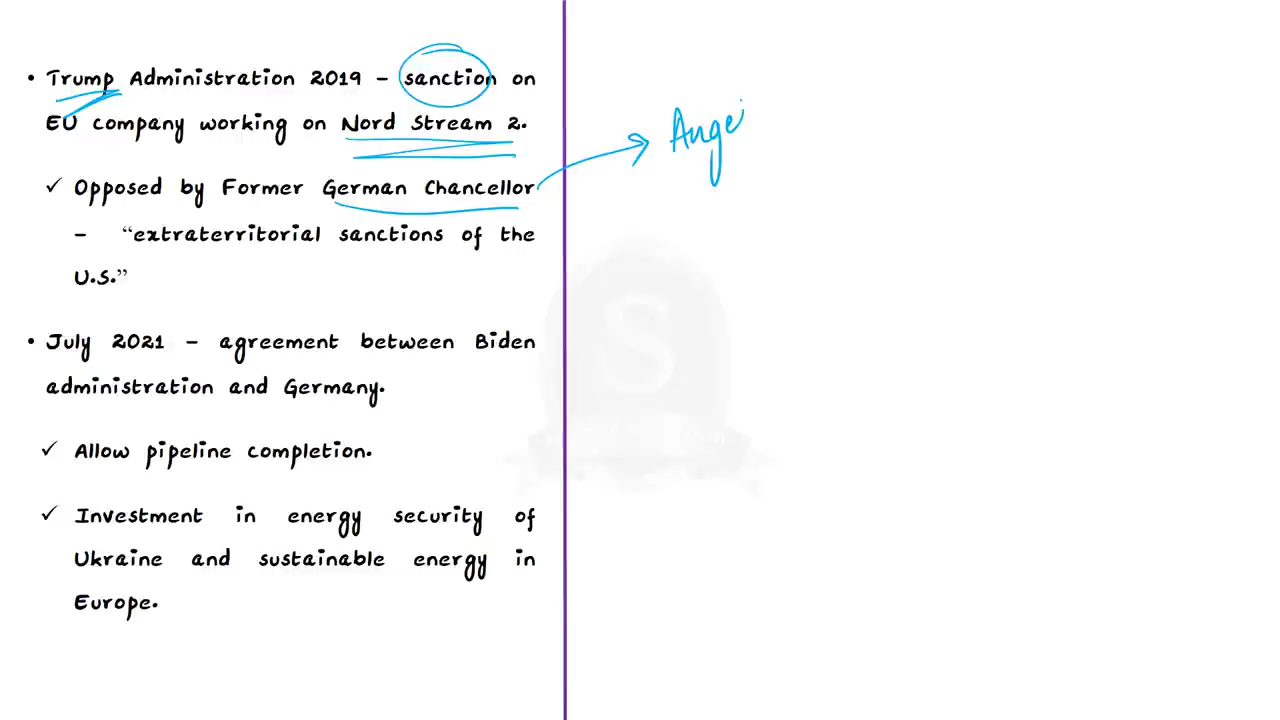 • Trump Administration 2019 – sanction on
EU company working on Nord Stream 2.
✓ Opposed by Former German Chancellor
– “extraterritorial sanctions of the
U.S.”
• July 2021 – agreement between Biden
administration and Germany.
✓ Allow pipeline completion.
✓ Investment in energy security of
Ukraine and sustainable energy in
Europe.
Ange
S